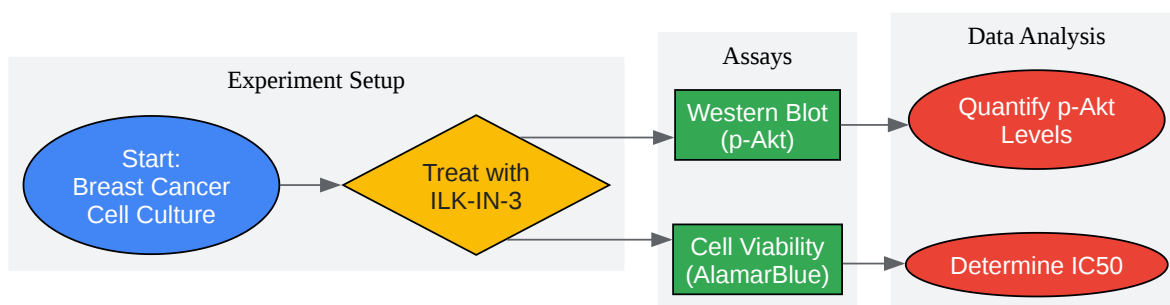 Experiment Setup
Start:
Breast Cancer
Cell Culture
Treat with
ILK-IN-3
Assays
Western Blot
(p-Akt)
Cell Viability
(AlamarBlue)
Data Analysis
Quantify p-Akt
Levels
Determine IC50